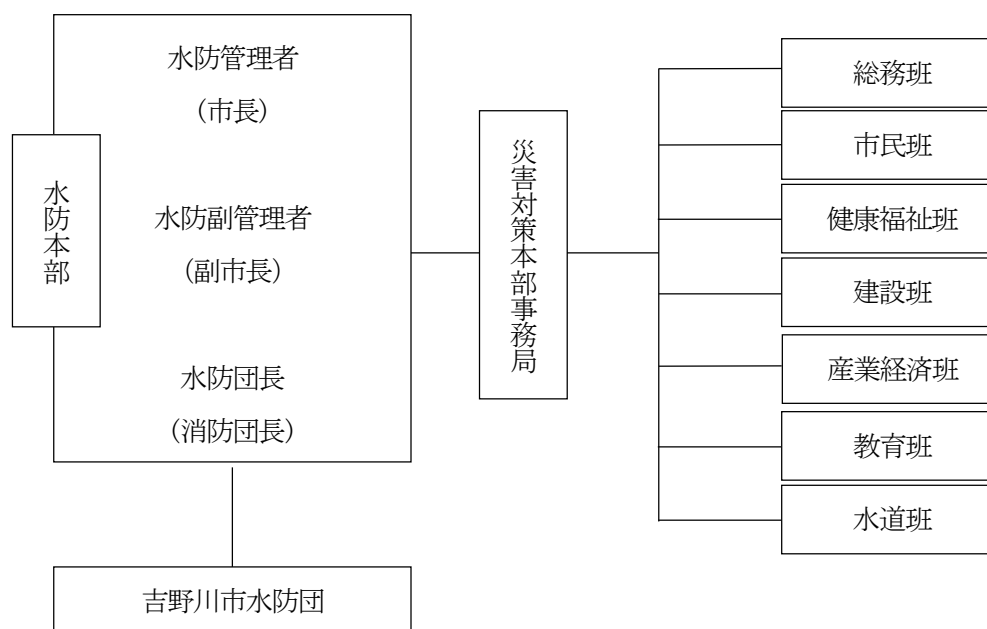 水防本部
水防管理者
（市長）
水防副管理者
（副市長）
水防団長
（消防団長）
吉野川市水防団
災害対策本部事務局
総務班
市民班
健康福祉班
建設班
産業経済班
教育班
水道班